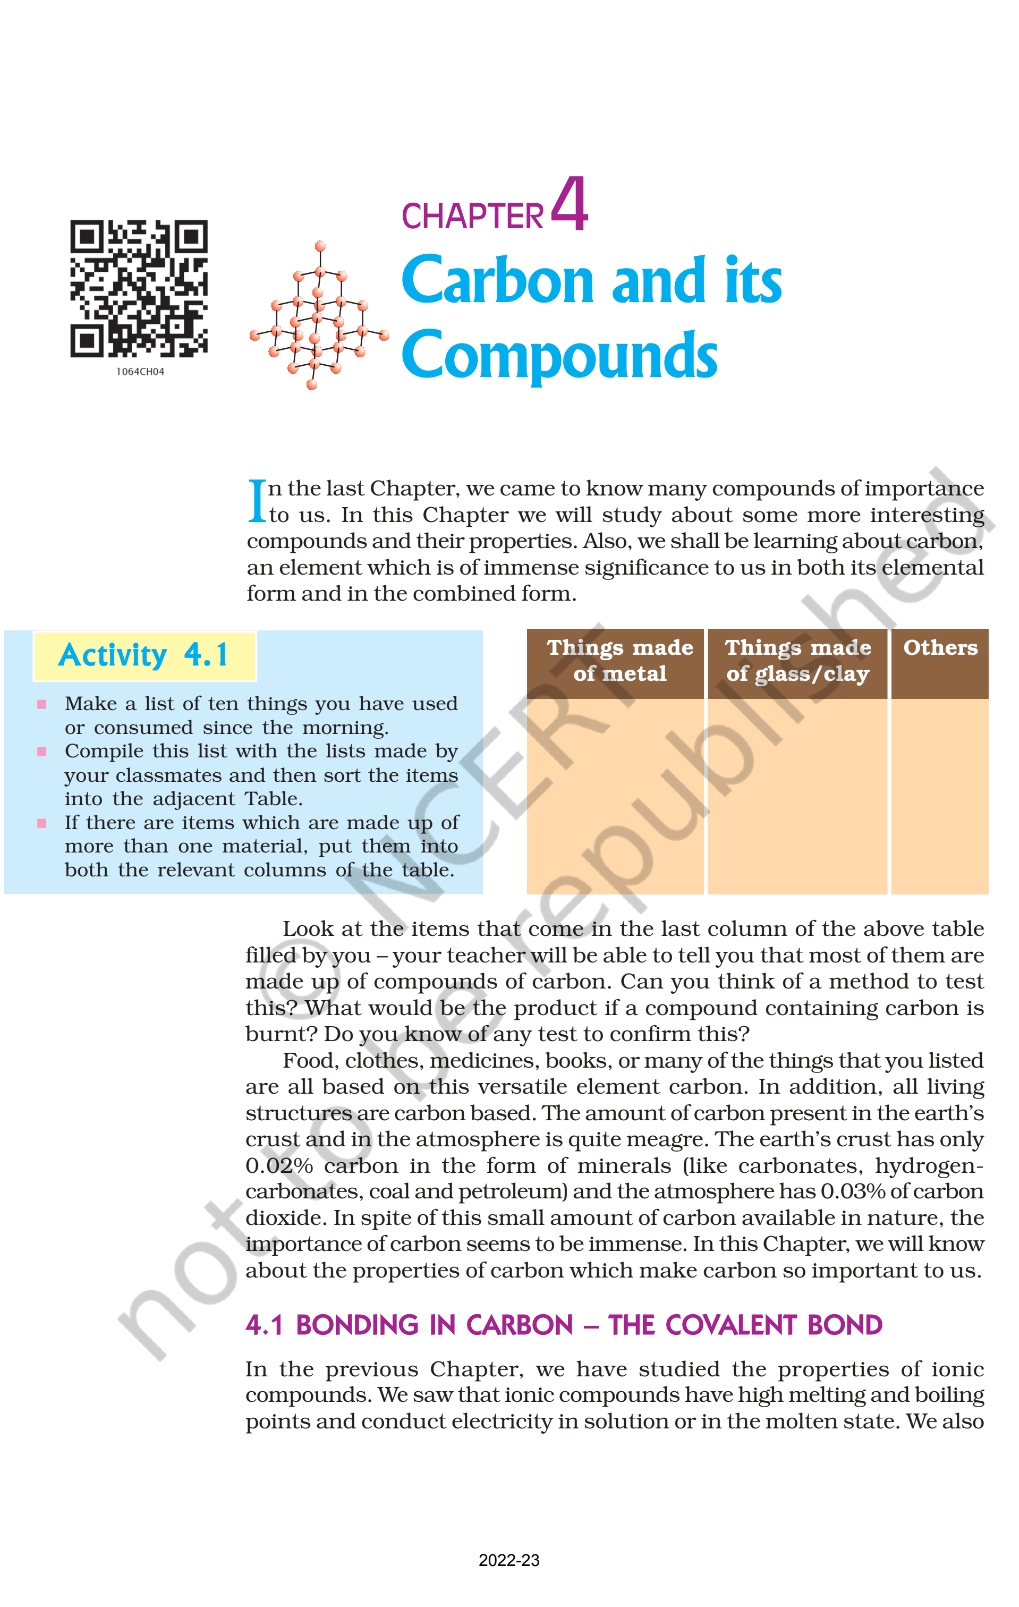 CHAPTER 4
Carbon and its
Compounds
1064CH04
In the last Chapter, we came to know many compounds of importance
to us. In this Chapter we will study about some more interesting
compounds and their properties. Also, we shall be learning about carbon,
an element which is of immense significance to us in both its elemental
form and in the combined form.
Activity 4.1
Make a list of ten things you have used
or consumed since the morning.
Compile this list with the lists made by
your classmates and then sort the items
into the adjacent Table.
If there are items which are made up of
more than one material, put them into
both the relevant columns of the table.
Things made
of metal
Things made
of glass/clay
Others
Look at the items that come in the last column of the above table
filled by you – your teacher will be able to tell you that most of them are
made up of compounds of carbon. Can you think of a method to test
this? What would be the product if a compound containing carbon is
burnt? Do you know of any test to confirm this?
Food, clothes, medicines, books, or many of the things that you listed
are all based on this versatile element carbon. In addition, all living
structures are carbon based. The amount of carbon present in the earth's
crust and in the atmosphere is quite meagre. The earth's crust has only
0.02% carbon in the form of minerals (like carbonates, hydrogen-
carbonates, coal and petroleum) and the atmosphere has 0.03% of carbon
dioxide. In spite of this small amount of carbon available in nature, the
importance of carbon seems to be immense. In this Chapter, we will know
about the properties of carbon which make carbon so important to us.
4.1 BONDING IN CARBON – THE COVALENT BOND
In the previous Chapter, we have studied the properties of ionic
compounds. We saw that ionic compounds have high melting and boiling
points and conduct electricity in solution or in the molten state. We also
2022-23
© NCERT
not to be republished